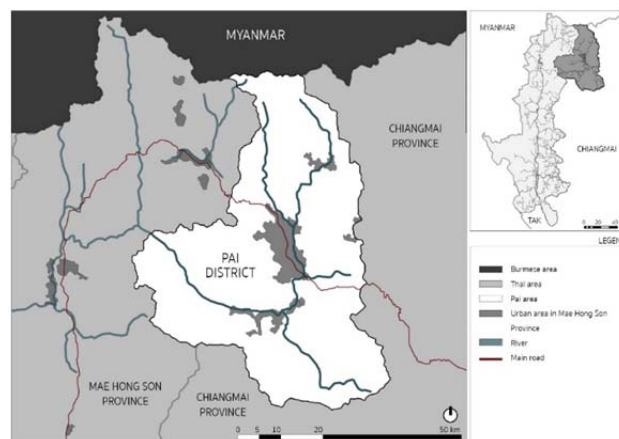 MYANMAR
CHIANGMAI
PROVINCE
PAI
DISTRICT
MAE HONG SON
PROVINCE
CHIANGMAI
PROVINCE
0 5 10 20 50 km
MYANMAR
CHIANGMAI
TAK
LEGEN
Burmese area
Thai area
Pai area
Urban area in Mae Hong Son
Province
River
Main road